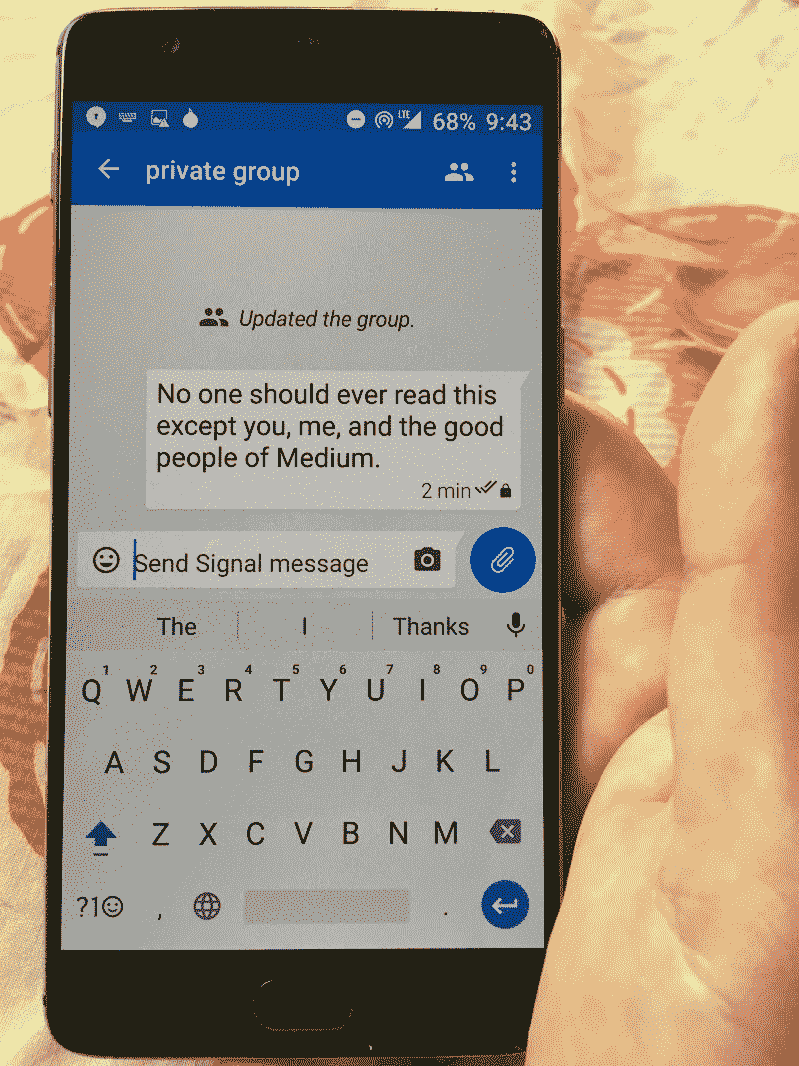 LTE 68% 9:43
private group
Updated the group.
No one should ever read this
except you, me, and the good
people of Medium.
2 min
Send Signal message
The I Thanks
1 2 3 4 5 6 7 8 9 0
Q W E R T Y U I O P
A S D F G H J K L
Z X C V B N M
?1☺ , .